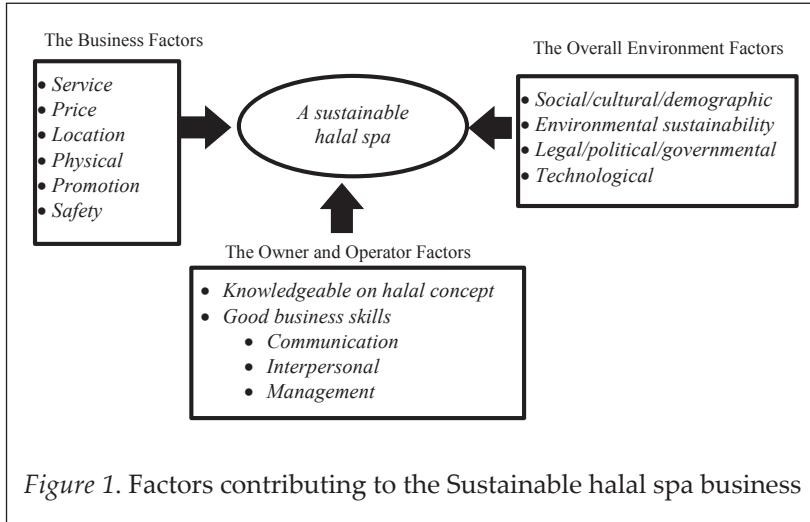 The Business Factors
• Service
• Price
• Location
• Physical
• Promotion
• Safety
A sustainable
halal spa
The Overall Environment Factors
• Social/cultural/demographic
• Environmental sustainability
• Legal/political/governmental
• Technological
The Owner and Operator Factors
• Knowledgeable on halal concept
• Good business skills
• Communication
• Interpersonal
• Management
Figure 1. Factors contributing to the Sustainable halal spa business